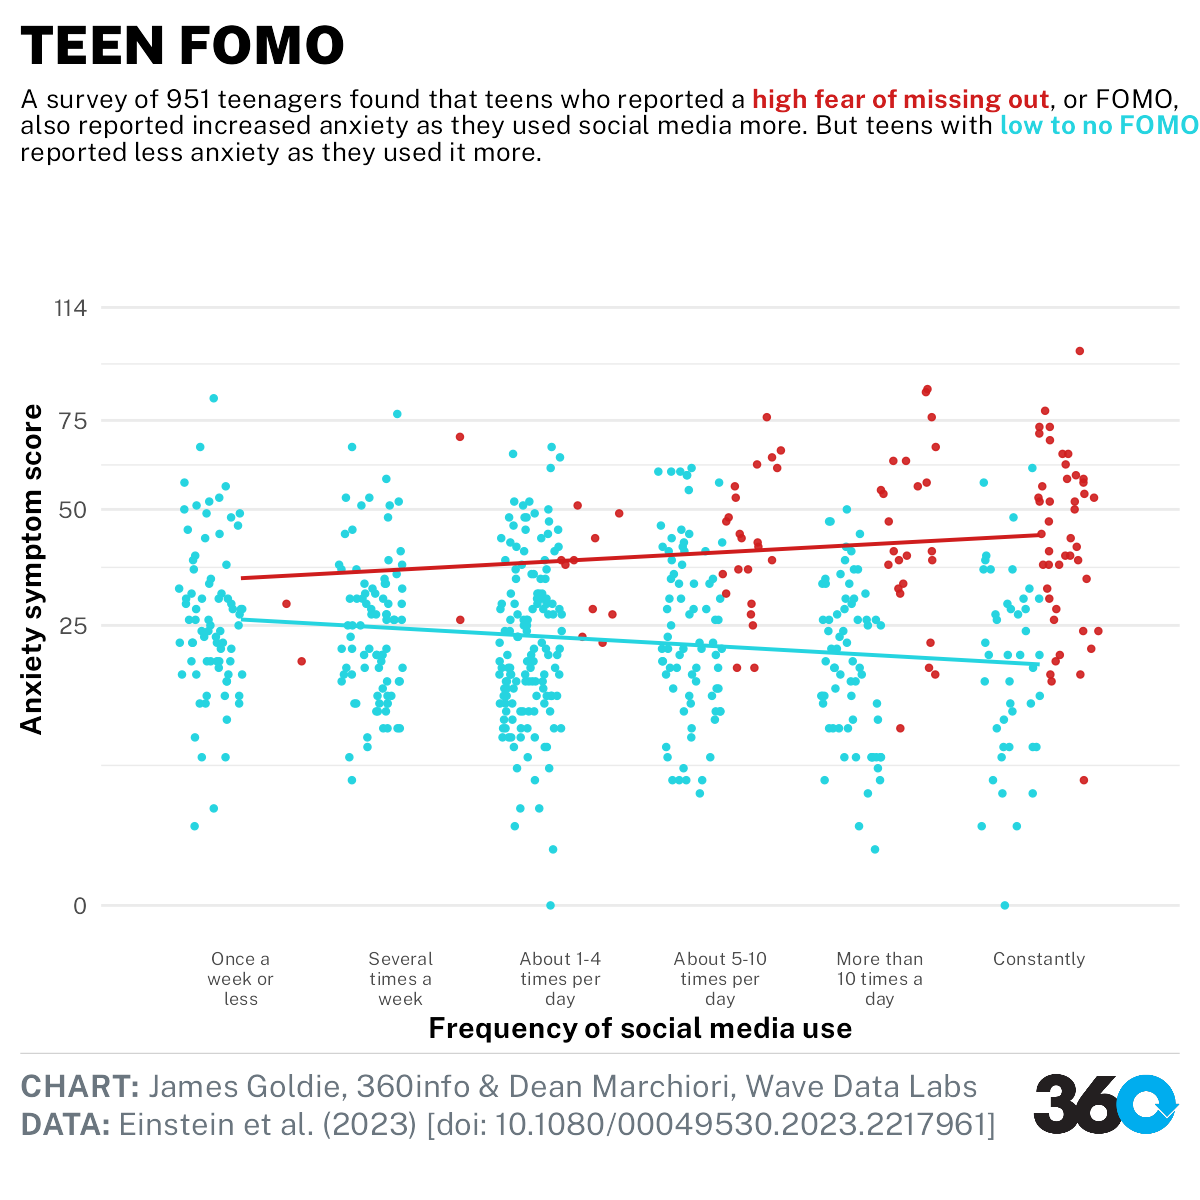 TEEN FOMO
A survey of 951 teenagers found that teens who reported a high fear of missing out, or FOMO,
also reported increased anxiety as they used social media more. But teens with low to no FOMO
reported less anxiety as they used it more.
114
75
50
25
0
Anxiety symptom score
Once a
week or
less
Several
times a
week
About 1-4
times per
day
About 5-10
times per
day
More than
10 times a
day
Constantly
Frequency of social media use
CHART: James Goldie, 360info & Dean Marchiori, Wave Data Labs
DATA: Einstein et al. (2023) [doi: 10.1080/00049530.2023.2217961]
360